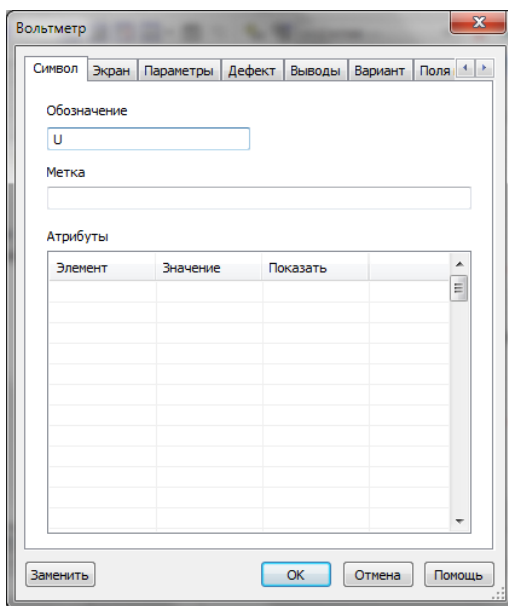 Вольтметр
Символ Экран Параметры Дефект Выводы Вариант Поля
Обозначение
U
Метка
Атрибуты
Элемент Значение Показать
Заменить OK Отмена Помощь